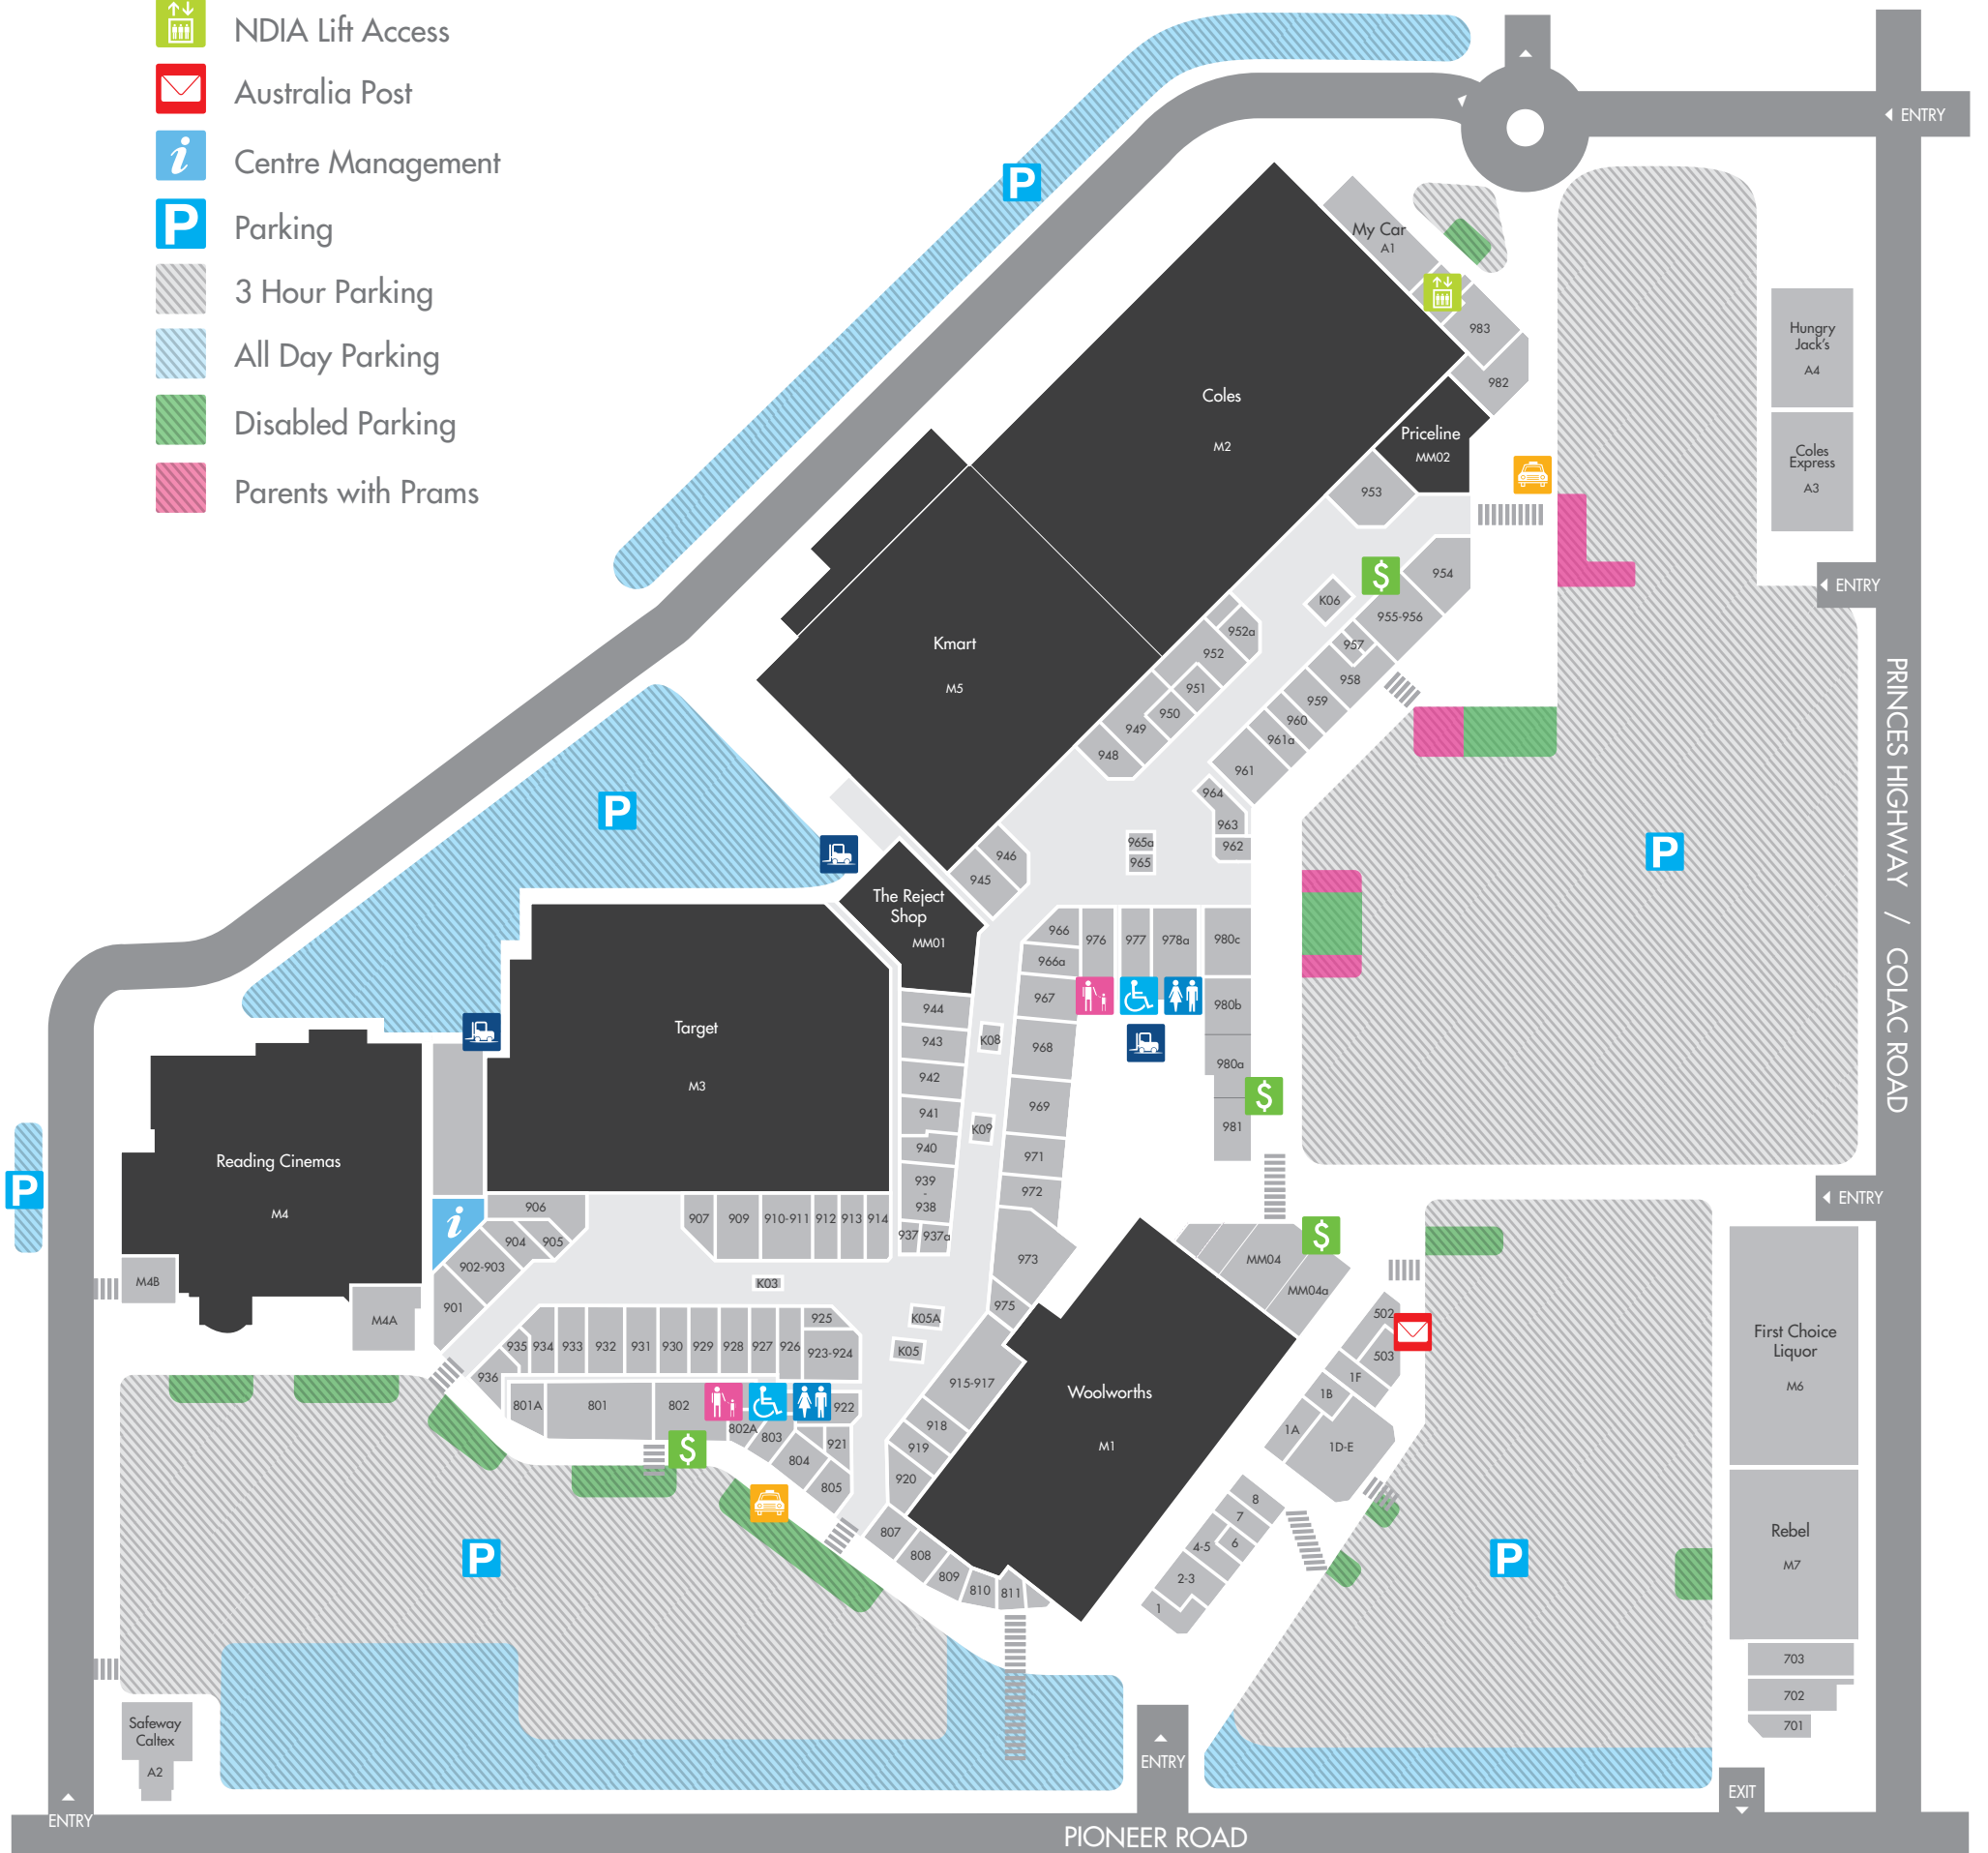 NDIA Lift Access
Australia Post
i
Centre Management
P
Parking
3 Hour Parking
All Day Parking
Disabled Parking
Parents with Prams
ENTRY
P
My Car
A1
983
982
Hungry
Jack's
A4
Coles
M2
Priceline
MM02
Coles
Express
A3
953
$
954
ENTRY
K06
955-956
957
958
959
960
961a
961
952a
952
951
950
949
948
Kmart
M5
PRINCES HIGHWAY / COLAC ROAD
P
964
963
962
965a
965
P
946
945
The Reject
Shop
MM01
966
976
977
978a
980c
966a
967
980b
968
980a
$
969
981
971
972
973
975
944
943
942
941
940
939
-
938
937
937a
K08
K09
Target
M3
Reading Cinemas
M4
P
M4B
M4A
i
906
904
905
902-903
901
907
909
910-911
912
913
914
K03
K05A
K05
925
935
934
933
932
931
930
929
928
927
926
923-924
936
801A
801
802
802A
803
804
805
922
921
$
915-917
918
919
920
Woolworths
M1
MM04
MM04a
$
ENTRY
502
503
1F
1B
1A
1D-E
8
7
6
4-5
2-3
1
807
808
809
810
811
First Choice
Liquor
M6
Rebel
M7
703
702
701
P
P
Safeway
Caltex
A2
ENTRY
ENTRY
EXIT
PIONEER ROAD